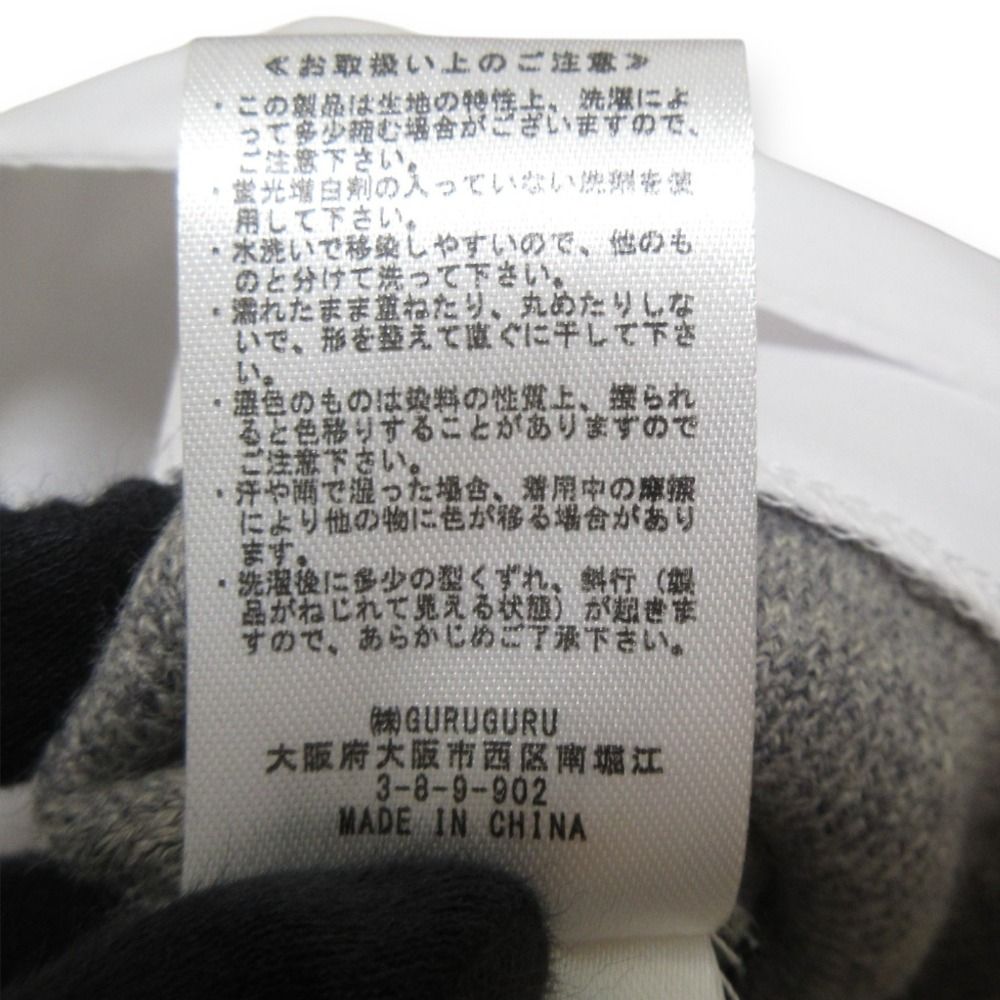 ≪お取扱い上のご注意≫
・この製品は生地の特性上、洗濯によ
って多少縮む場合がございますので、
ご注意下さい。
・蛍光増白剤の入っていない洗剤を使
用して下さい。
・水洗いで移染しやすいので、他のも
のと分けて洗って下さい。
・濡れたまま重ねたり、丸めたりしな
いで、形を整えて直ぐに干して下さ
い。
・濃色のものは染料の性質上、擦られ
ると色移りすることがありますので
ご注意下さい。
・汗や雨で湿った場合、着用中の摩擦
により他の物に色が移る場合があり
ます。
・洗濯後に多少の型くずれ、斜行（製
品がねじれて見える状態）が起きま
すので、あらかじめご了承下さい。
㈱GURUGURU
大阪府大阪市西区南堀江
3-8-9-902
MADE IN CHINA